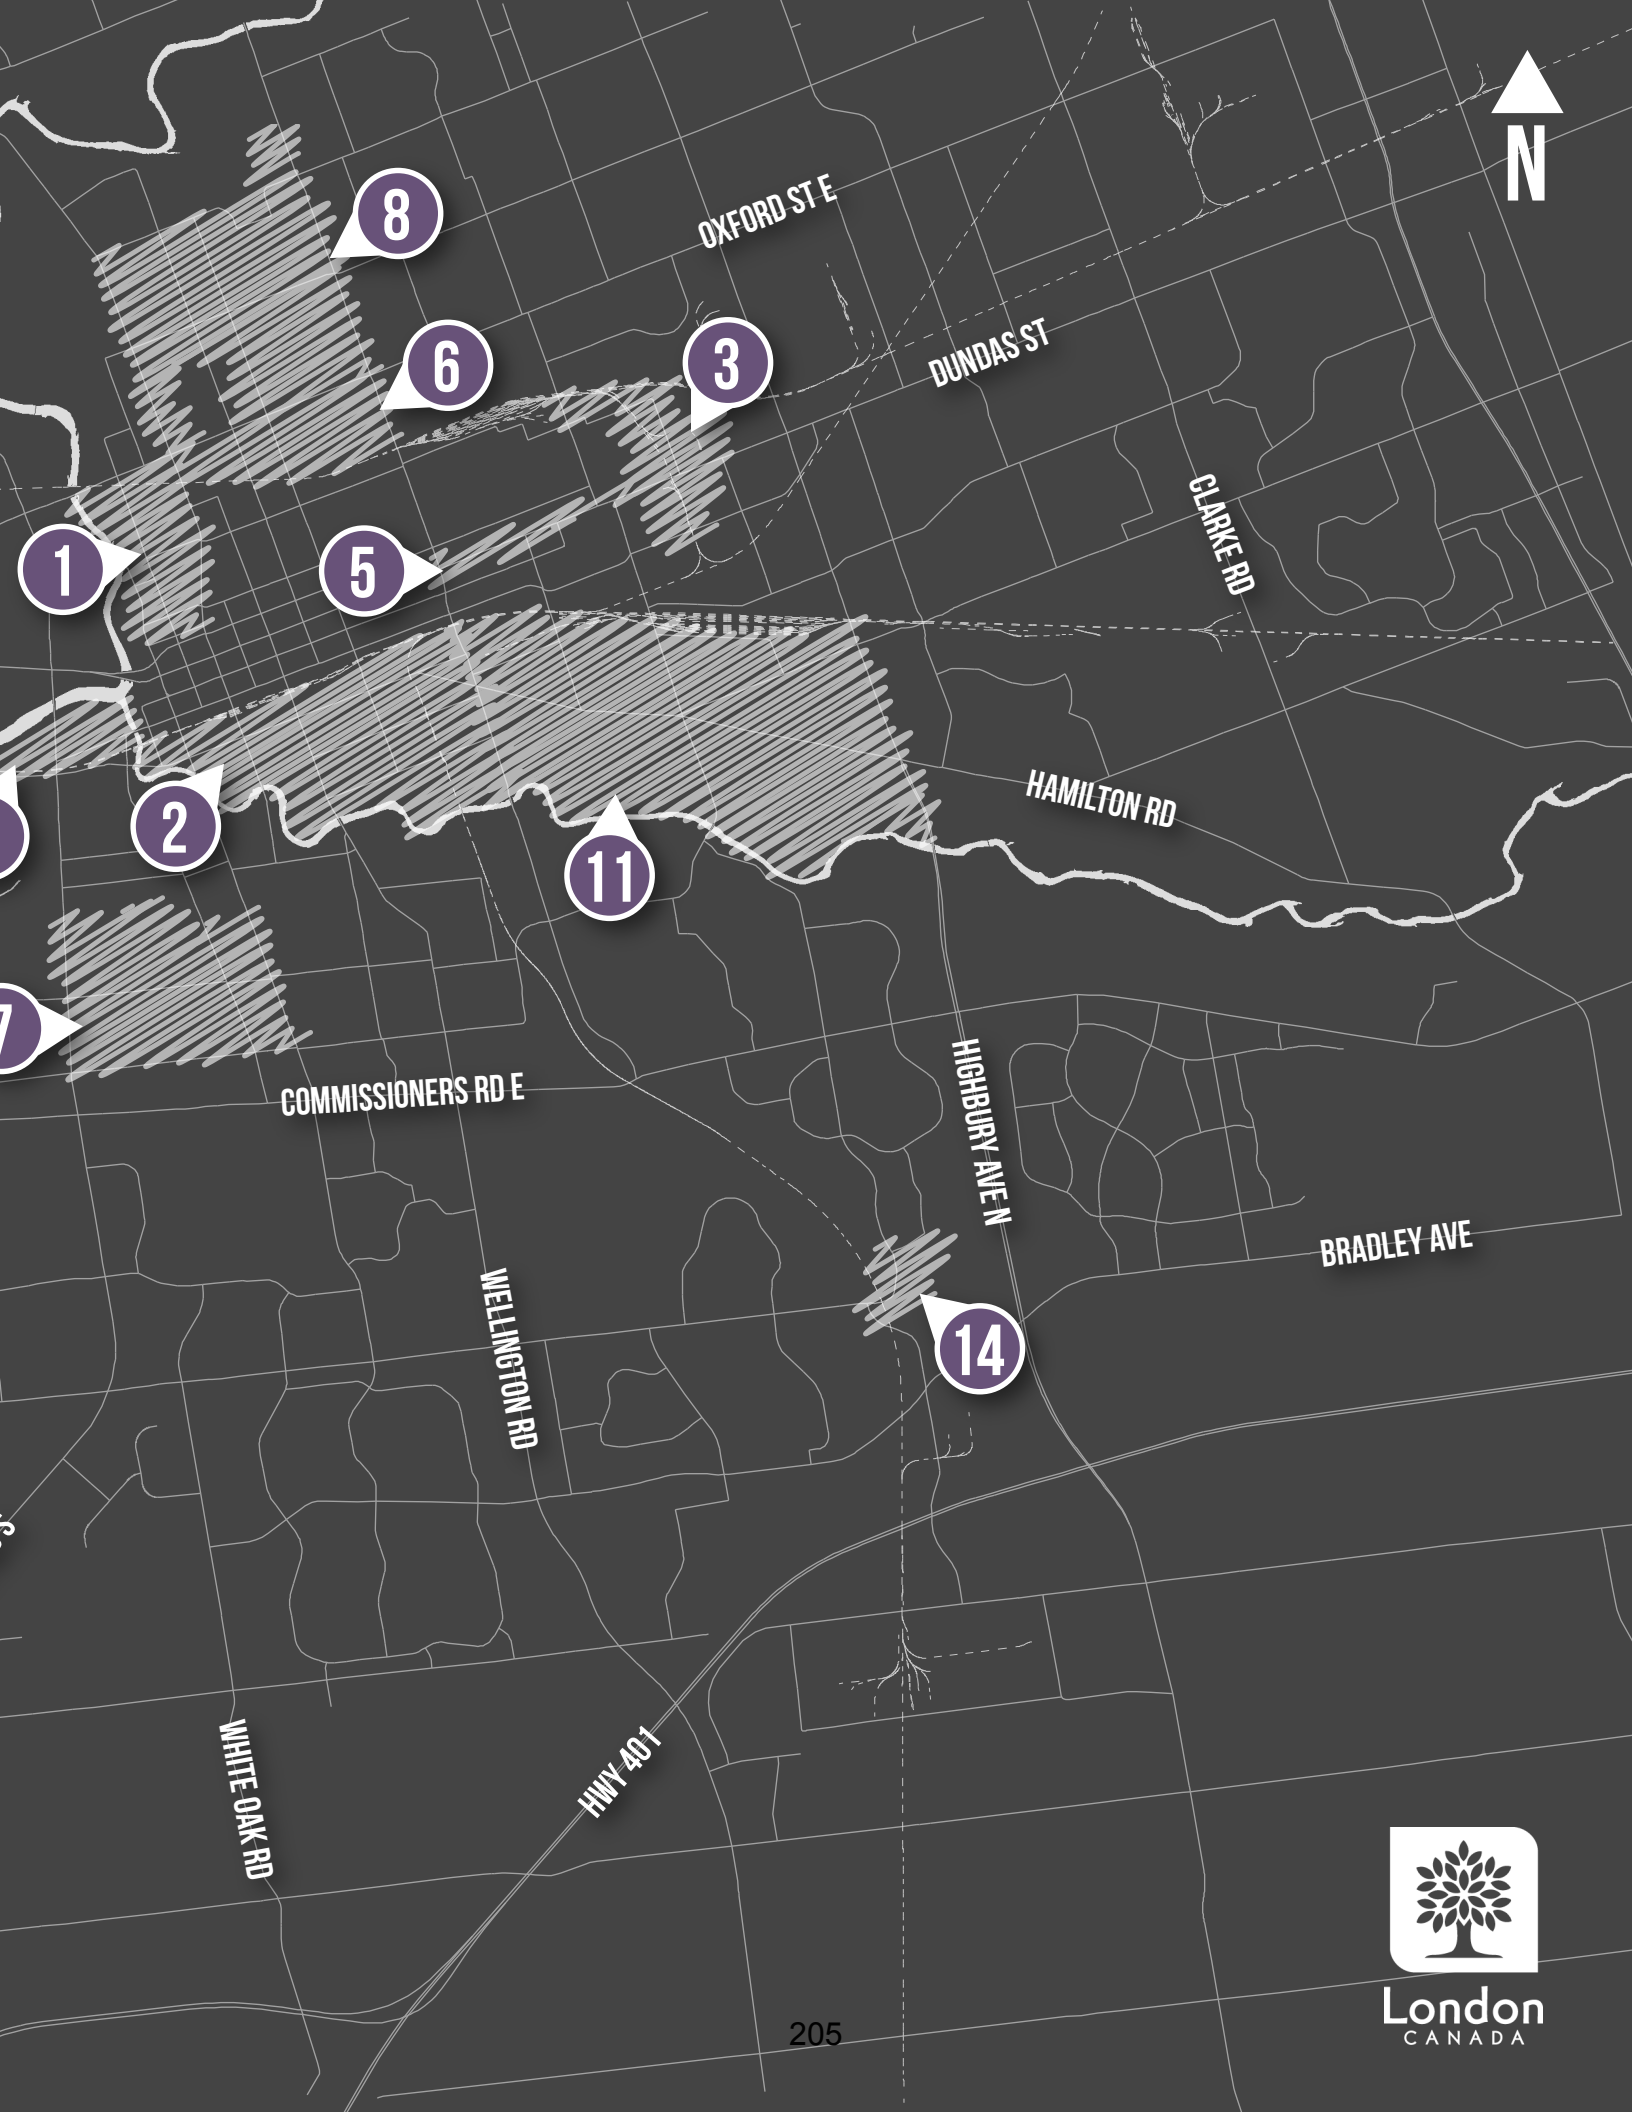 N
8
OXFORD ST E
6
3
DUNDAS ST
CLARKE RD
1
5
HAMILTON RD
2
11
7
COMMISSIONERS RD E
HIGHBURY AVE N
BRADLEY AVE
WELLINGTON RD
14
WHITE OAK RD
HWY 401
London
CANADA
205